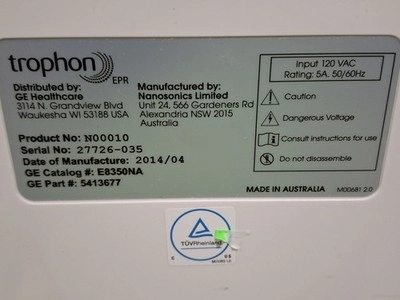 trophon
EPR
Distributed by:
GE Healthcare
3114 N. Grandview Blvd
Waukesha WI 53188 USA
Manufactured by:
Nanosonics Limited
Unit 24, 566 Gardeners Rd
Alexandria NSW 2015
Australia
Input 120 VAC
Rating: 5A. 50/60Hz
Caution
Dangerous Voltage
Consult instructions for use
Recycle
Product No: N00010
Serial No: 27726-035
Date of Manufacture: 2014/04
GE Catalog #: E8350NA
GE Part #: 5413677
MADE IN AUSTRALIA
M00681 2.0
TÜVRheinland